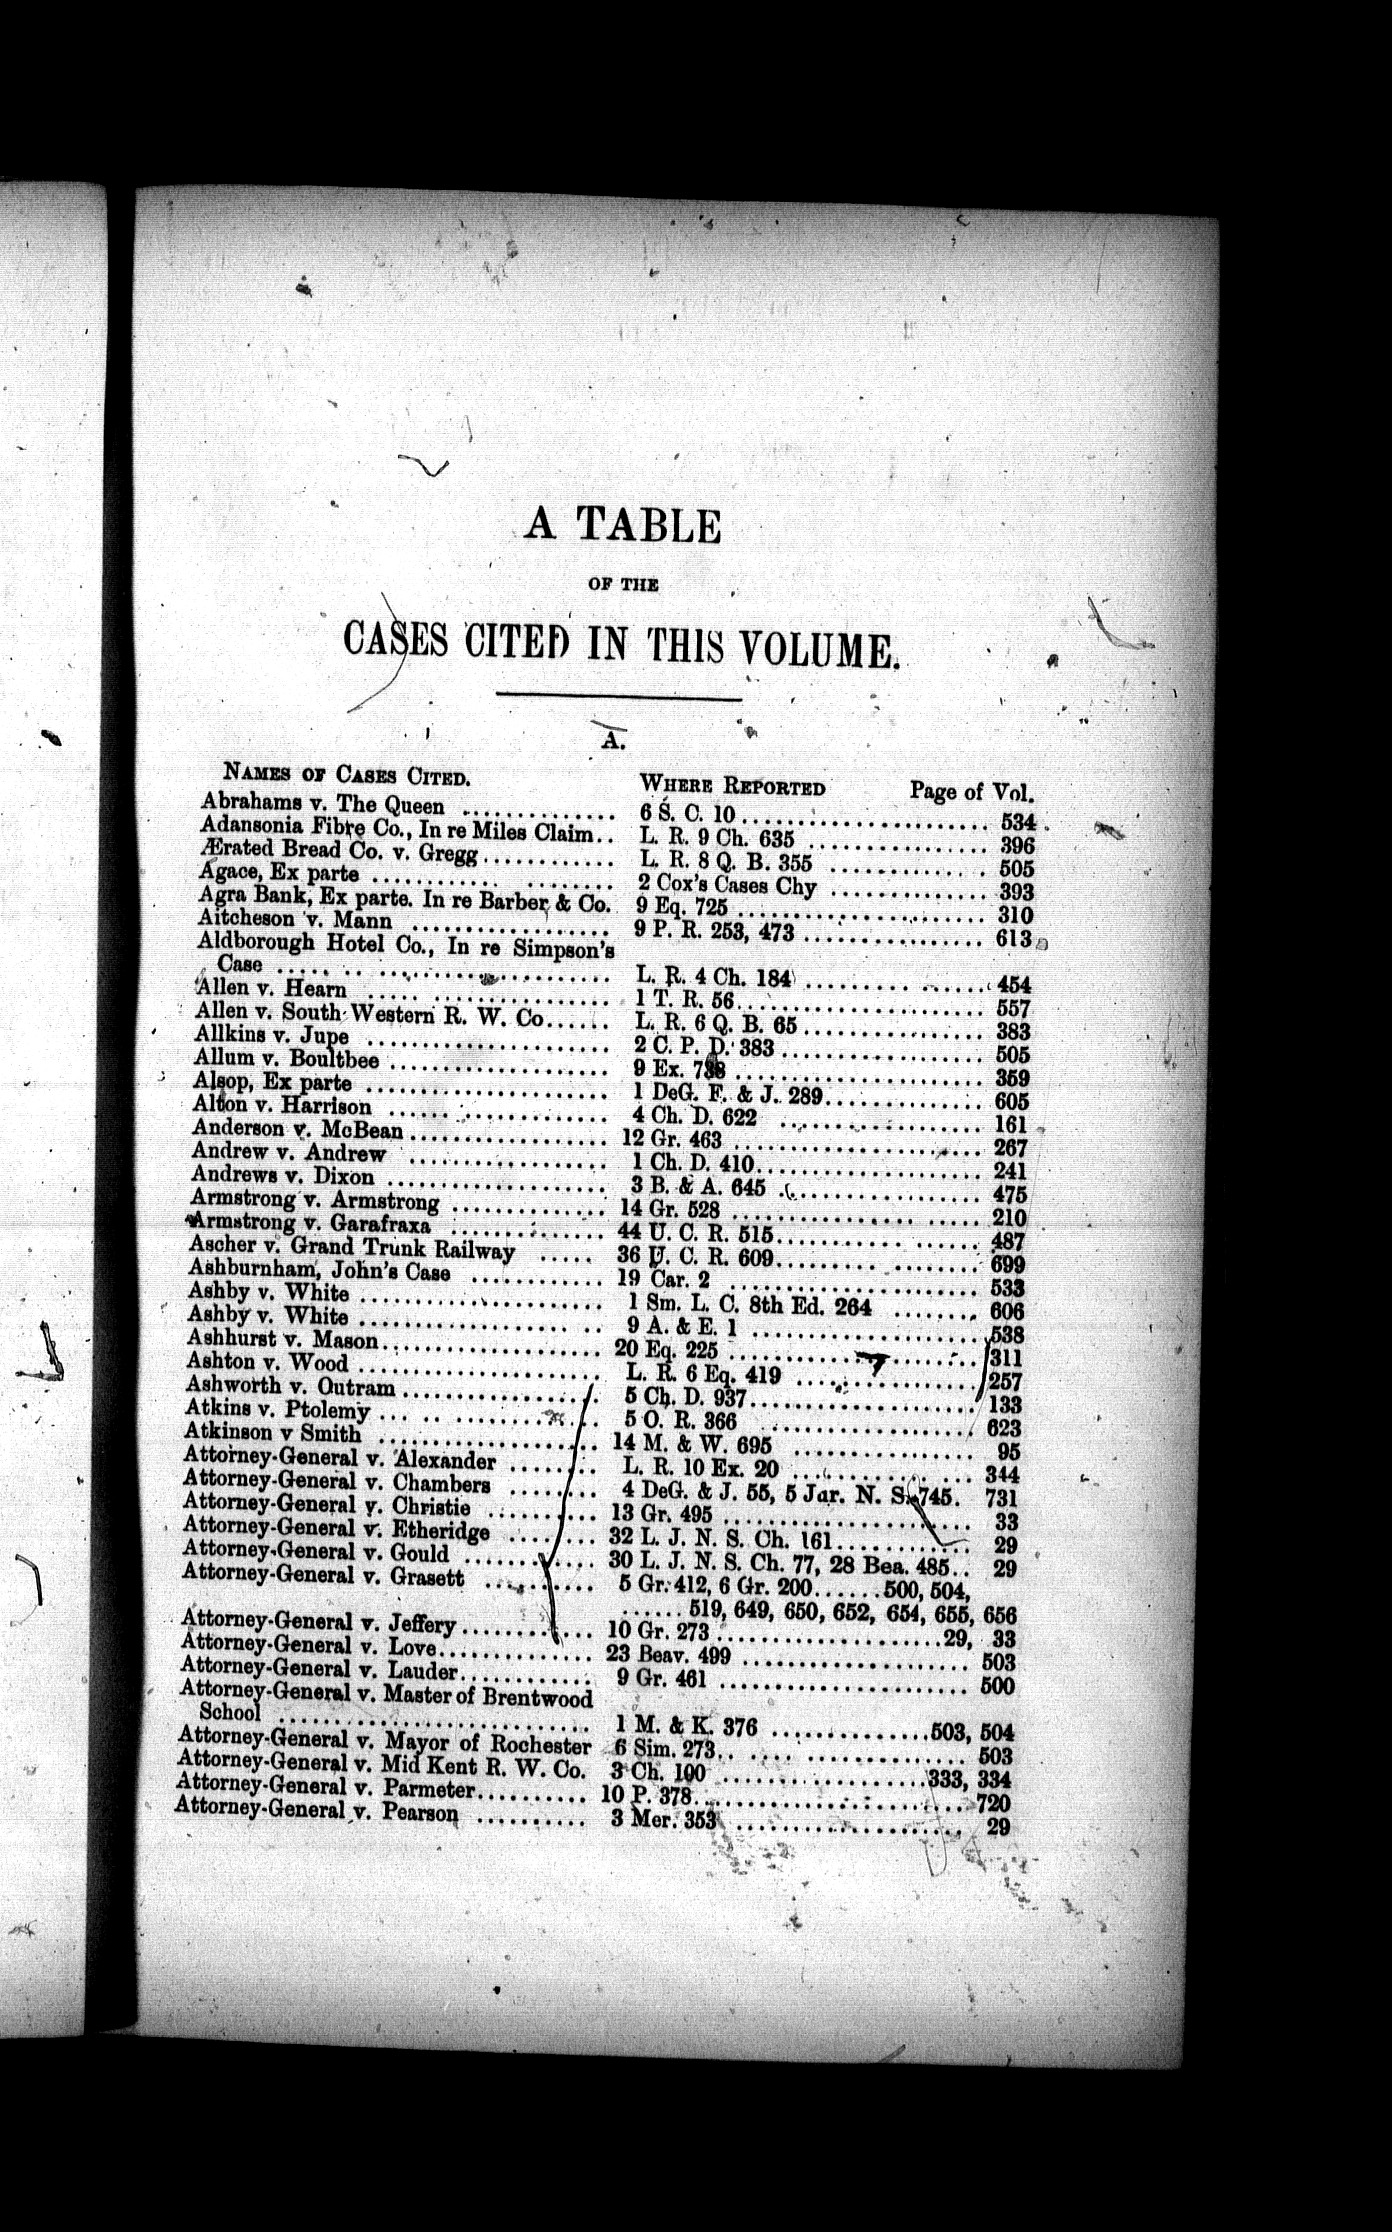 A TABLE
OF THE
CASES CITED IN THIS VOLUME.
A.
NAMES OF CASES CITED. WHERE REPORTED Page of Vol.
Abrahams v. The Queen ................ 6 S. C. 10........................ 534
Adansonia Fibre Co., In re Miles Claim.. L. R. 9 Ch. 635 ................. 396
Ærated Bread Co. v. Gregg............ L. R. 8 Q. B. 355 .............. 505
Agace, Ex parte ..................... 2 Cox's Cases Chy .............. 393
Agra Bank, Ex parte. In re Barber & Co. 9 Eq. 725 ....................... 310
Aitcheson v. Mann .................. 9 P. R. 253, 473 ................ 613
Aldborough Hotel Co., In re Simpson's
Case ............................. L. R. 4 Ch. 184 ................ 454
Allen v. Hearn ...................... 1 T. R. 56....................... 557
Allen v. South Western R. W. Co...... L. R. 6 Q. B. 65................. 383
Allkins v. Jupe ...................... 2 C. P. D. 383................... 505
Allum v. Boultbee ................... 9 Ex. 738 ....................... 359
Alsop, Ex parte ...................... 1 DeG. F. & J. 289............... 605
Alton v. Harrison .................... 4 Ch. D. 622 ................... 161
Anderson v. McBean.................. 12 Gr. 463 ....................... 267
Andrew v. Andrew .................. 1 Ch. D. 410..................... 241
Andrews v. Dixon .................... 3 B. & A. 645 ................... 475
Armstrong v. Armstrong .............. 14 Gr. 528 ....................... 210
Armstrong v. Garafraxa .............. 44 U. C. R. 515................... 487
Ascher v. Grand Trunk Railway ..... 36 U. C. R. 609................... 699
Ashburnham, John's Case ............ 19 Car. 2 ........................ 533
Ashby v. White ...................... 1 Sm. L. C. 8th Ed. 264 ........ 606
Ashby v. White ...................... 9 A. & E. 1 ...................... 538
Ashhurst v. Mason.................... 20 Eq. 225 ....................... 311
Ashton v. Wood ...................... L. R. 6 Eq. 419 ................. 257
Ashworth v. Outram.................. 5 Ch. D. 937..................... 133
Atkins v. Ptolemy .................... 5 O. R. 366 .................... 623
Atkinson v Smith .................... 14 M. & W. 695 ................. 95
Attorney-General v. Alexander ........ L. R. 10 Ex. 20 ................. 344
Attorney-General v. Chambers ........ 4 DeG. & J. 55, 5 Jur. N. S. 745. 731
Attorney-General v. Christie .......... 13 Gr. 495 ....................... 33
Attorney-General v. Etheridge ........ 32 L. J. N. S. Ch. 161............. 29
Attorney-General v. Gould ............ 30 L. J. N. S. Ch. 77, 28 Bea. 485.. 29
Attorney-General v. Grasett .......... 5 Gr. 412, 6 Gr. 200......500, 504,
...... 519, 649, 650, 652, 654, 655, 656
Attorney-General v. Jeffery............ 10 Gr. 273 .....................29, 33
Attorney-General v. Love.............. 23 Beav. 499 ..................... 503
Attorney-General v. Lauder............ 9 Gr. 461 ....................... 500
Attorney-General v. Master of Brentwood
School ............................ 1 M. & K. 376 ..............503, 504
Attorney-General v. Mayor of Rochester 6 Sim. 273....................... 503
Attorney-General v. Mid Kent R. W. Co. 3 Ch. 100 ...................333, 334
Attorney-General v. Parmeter.......... 10 P. 378......................... 720
Attorney-General v. Pearson .......... 3 Mer. 353 ..................... 29